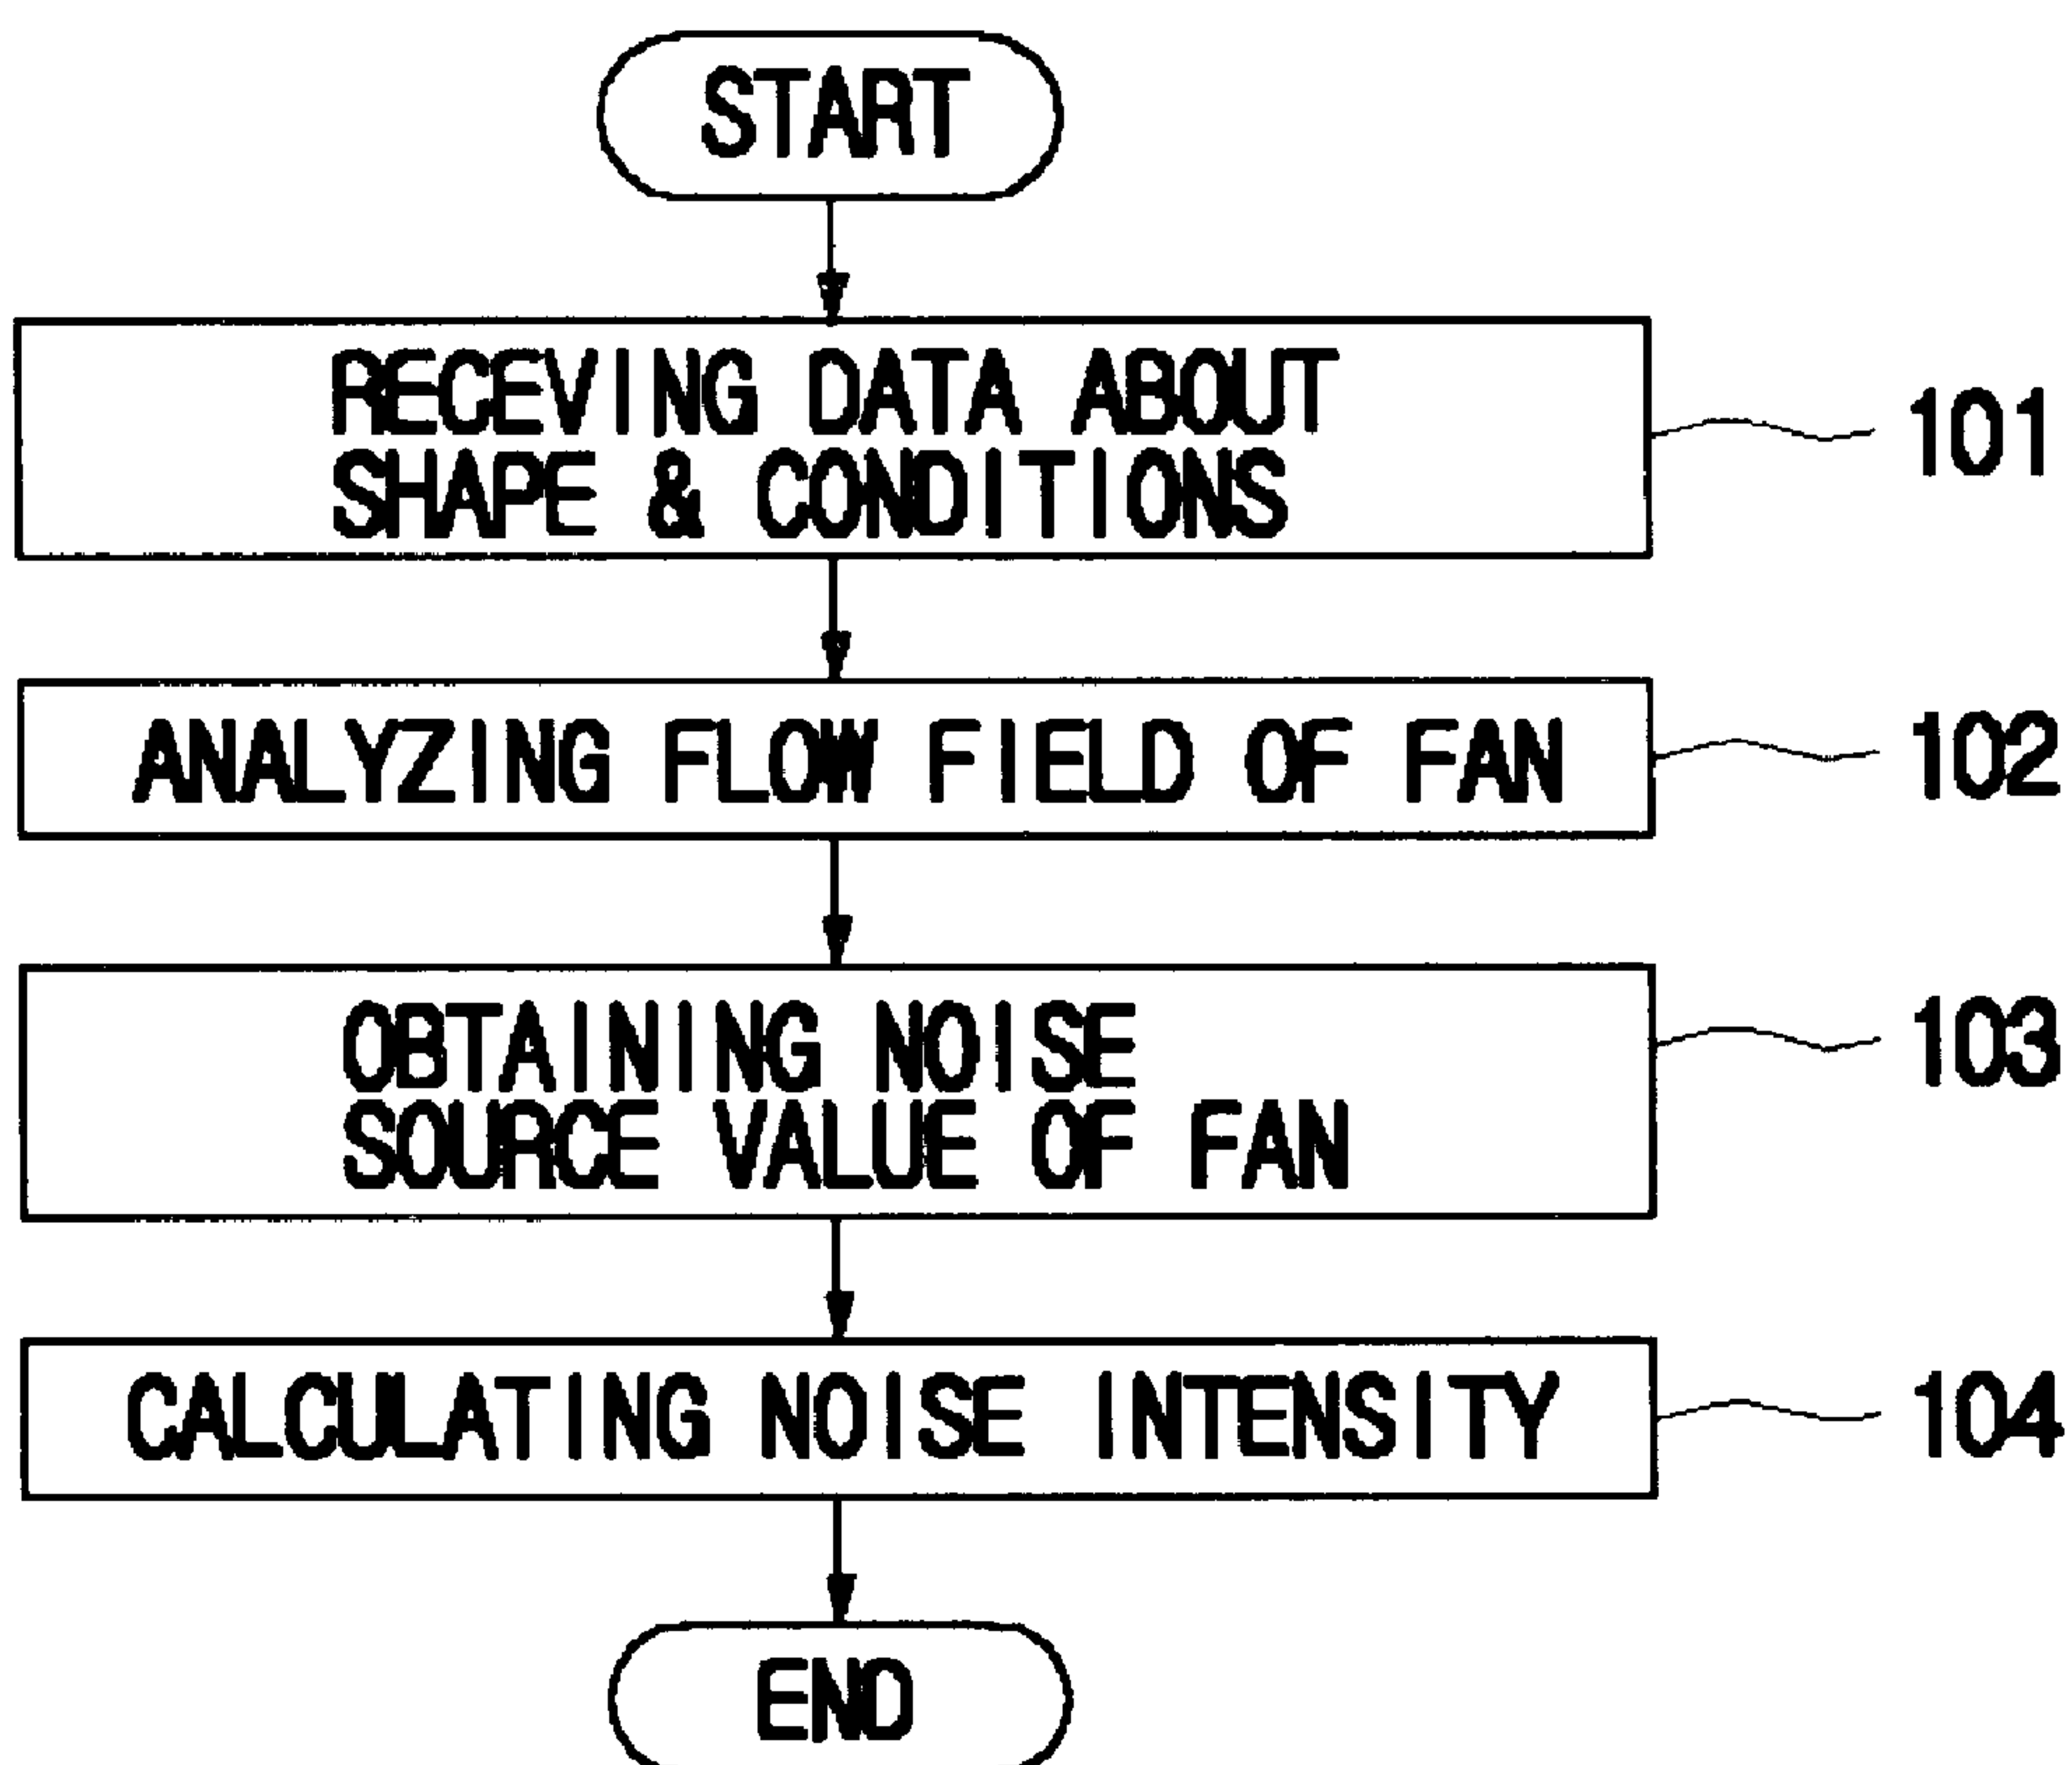 START
RECEVING DATA ABOUT
SHAPE & CONDITIONS
101
ANALYZING FLOW FIELD OF FAN
102
OBTAINING NOISE
SOURCE VALUE OF FAN
103
CALCULATING NOISE INTENSITY
104
END